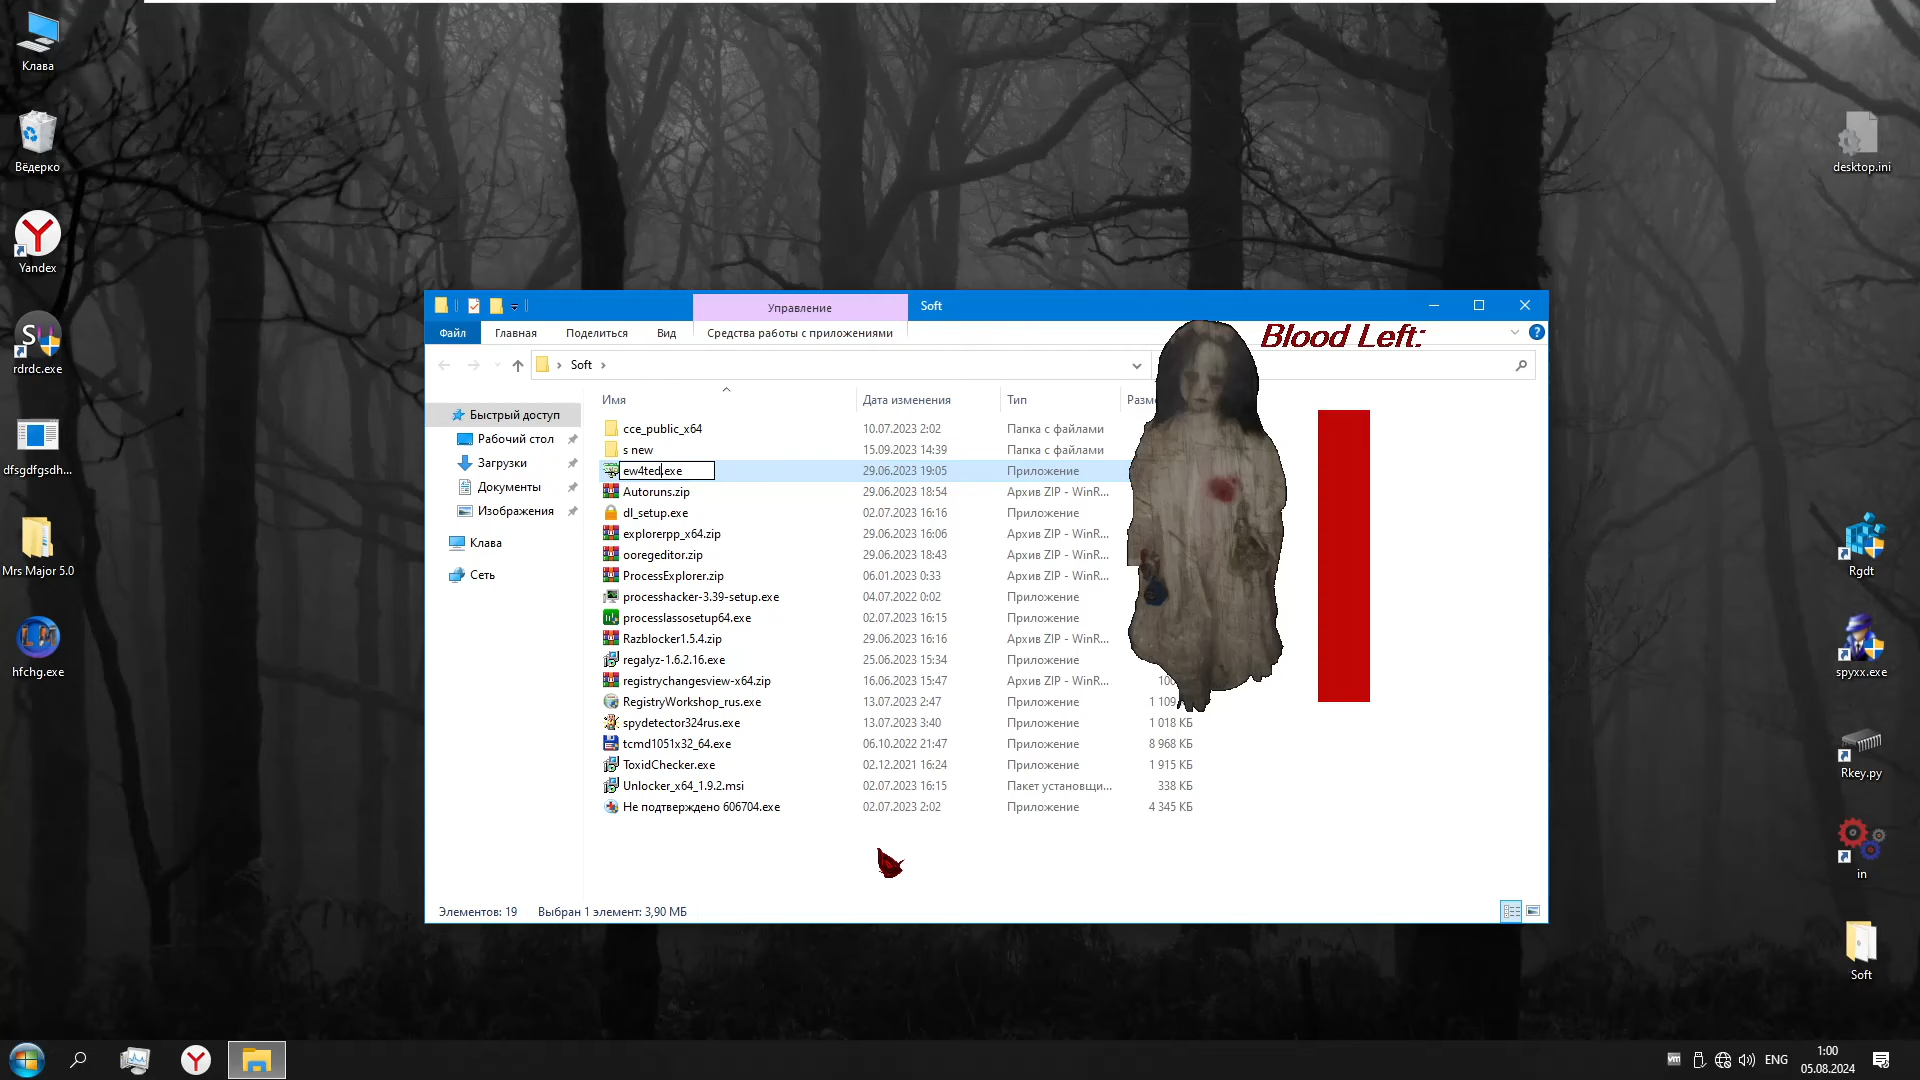 Клава
Вёдерко
Yandex
rdrdc.exe
dfsgdfgsdh...
Mrs Major 5.0
hfchg.exe
desktop.ini
Rgdt
spyxx.exe
Rkey.py
in
Soft
Управление
Soft
Файл
Главная
Поделиться
Вид
Средства работы с приложениями
Blood Left:
Soft
Имя
Дата изменения
Тип
Быстрый доступ
Рабочий стол
Загрузки
Документы
Изображения
Клава
Сеть
cce_public_x64 10.07.2023 2:02 Папка с файлами
s new 15.09.2023 14:39 Папка с файлами
ew4ted.exe 29.06.2023 19:05 Приложение
Autoruns.zip 29.06.2023 18:54 Архив ZIP - WinR...
dl_setup.exe 02.07.2023 16:16 Приложение
explorerpp_x64.zip 29.06.2023 16:06 Архив ZIP - WinR...
ooregeditor.zip 29.06.2023 18:43 Архив ZIP - WinR...
ProcessExplorer.zip 06.01.2023 0:33 Архив ZIP - WinR...
processhacker-3.39-setup.exe 04.07.2022 0:02 Приложение
processlassosetup64.exe 02.07.2023 16:15 Приложение
Razblocker1.5.4.zip 29.06.2023 16:16 Архив ZIP - WinR...
regalyz-1.6.2.16.exe 25.06.2023 15:34 Приложение
registrychangesview-x64.zip 16.06.2023 15:47 Архив ZIP - WinR...
RegistryWorkshop_rus.exe 13.07.2023 2:47 Приложение
spydetector324rus.exe 13.07.2023 3:40 Приложение 1 018 КБ
tcmd1051x32_64.exe 06.10.2022 21:47 Приложение 8 968 КБ
ToxidChecker.exe 02.12.2021 16:24 Приложение 1 915 КБ
Unlocker_x64_1.9.2.msi 02.07.2023 16:15 Пакет установщи... 338 КБ
Не подтверждено 606704.exe 02.07.2023 2:02 Приложение 4 345 КБ
Элементов: 19 Выбран 1 элемент: 3,90 МБ
ENG
1:00
05.08.2024